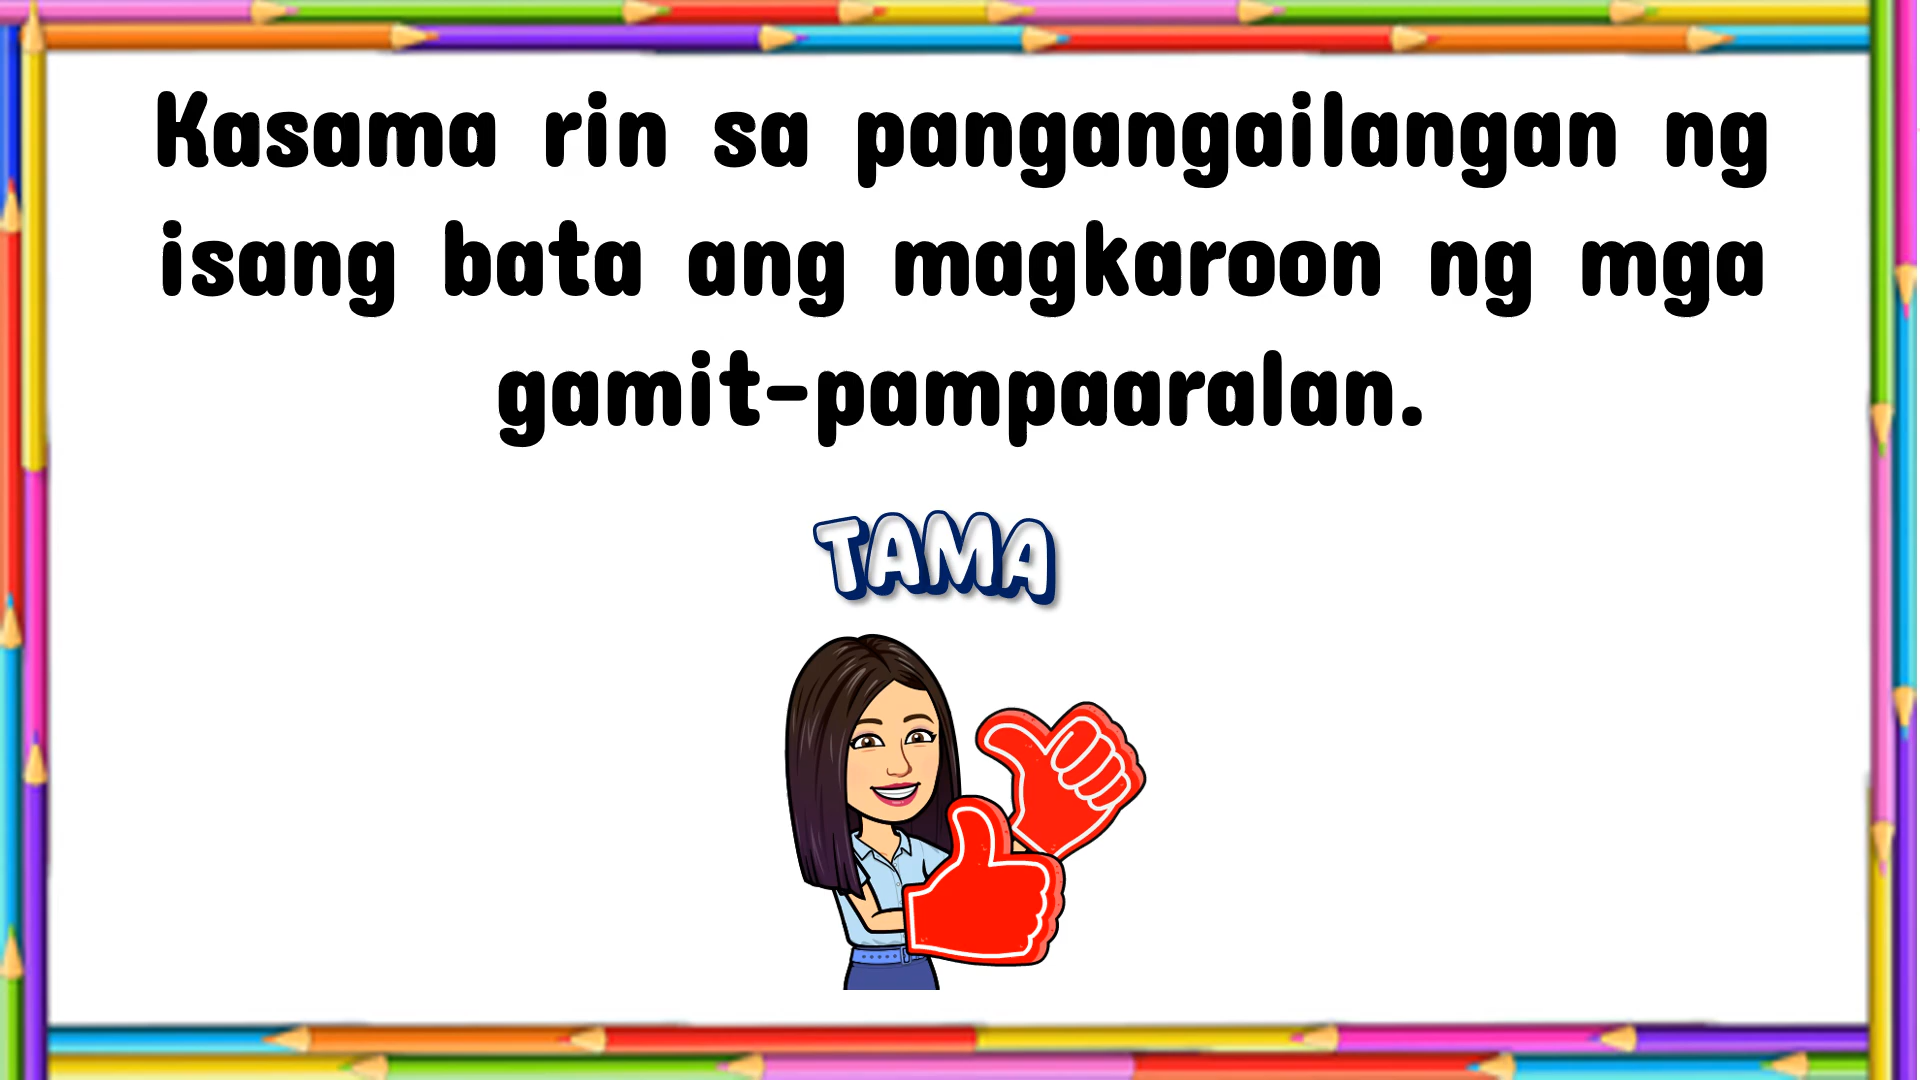 Kasama rin sa pangangailangan ng
isang bata ang magkaroon ng mga
gamit-pampaaralan.
TAMA